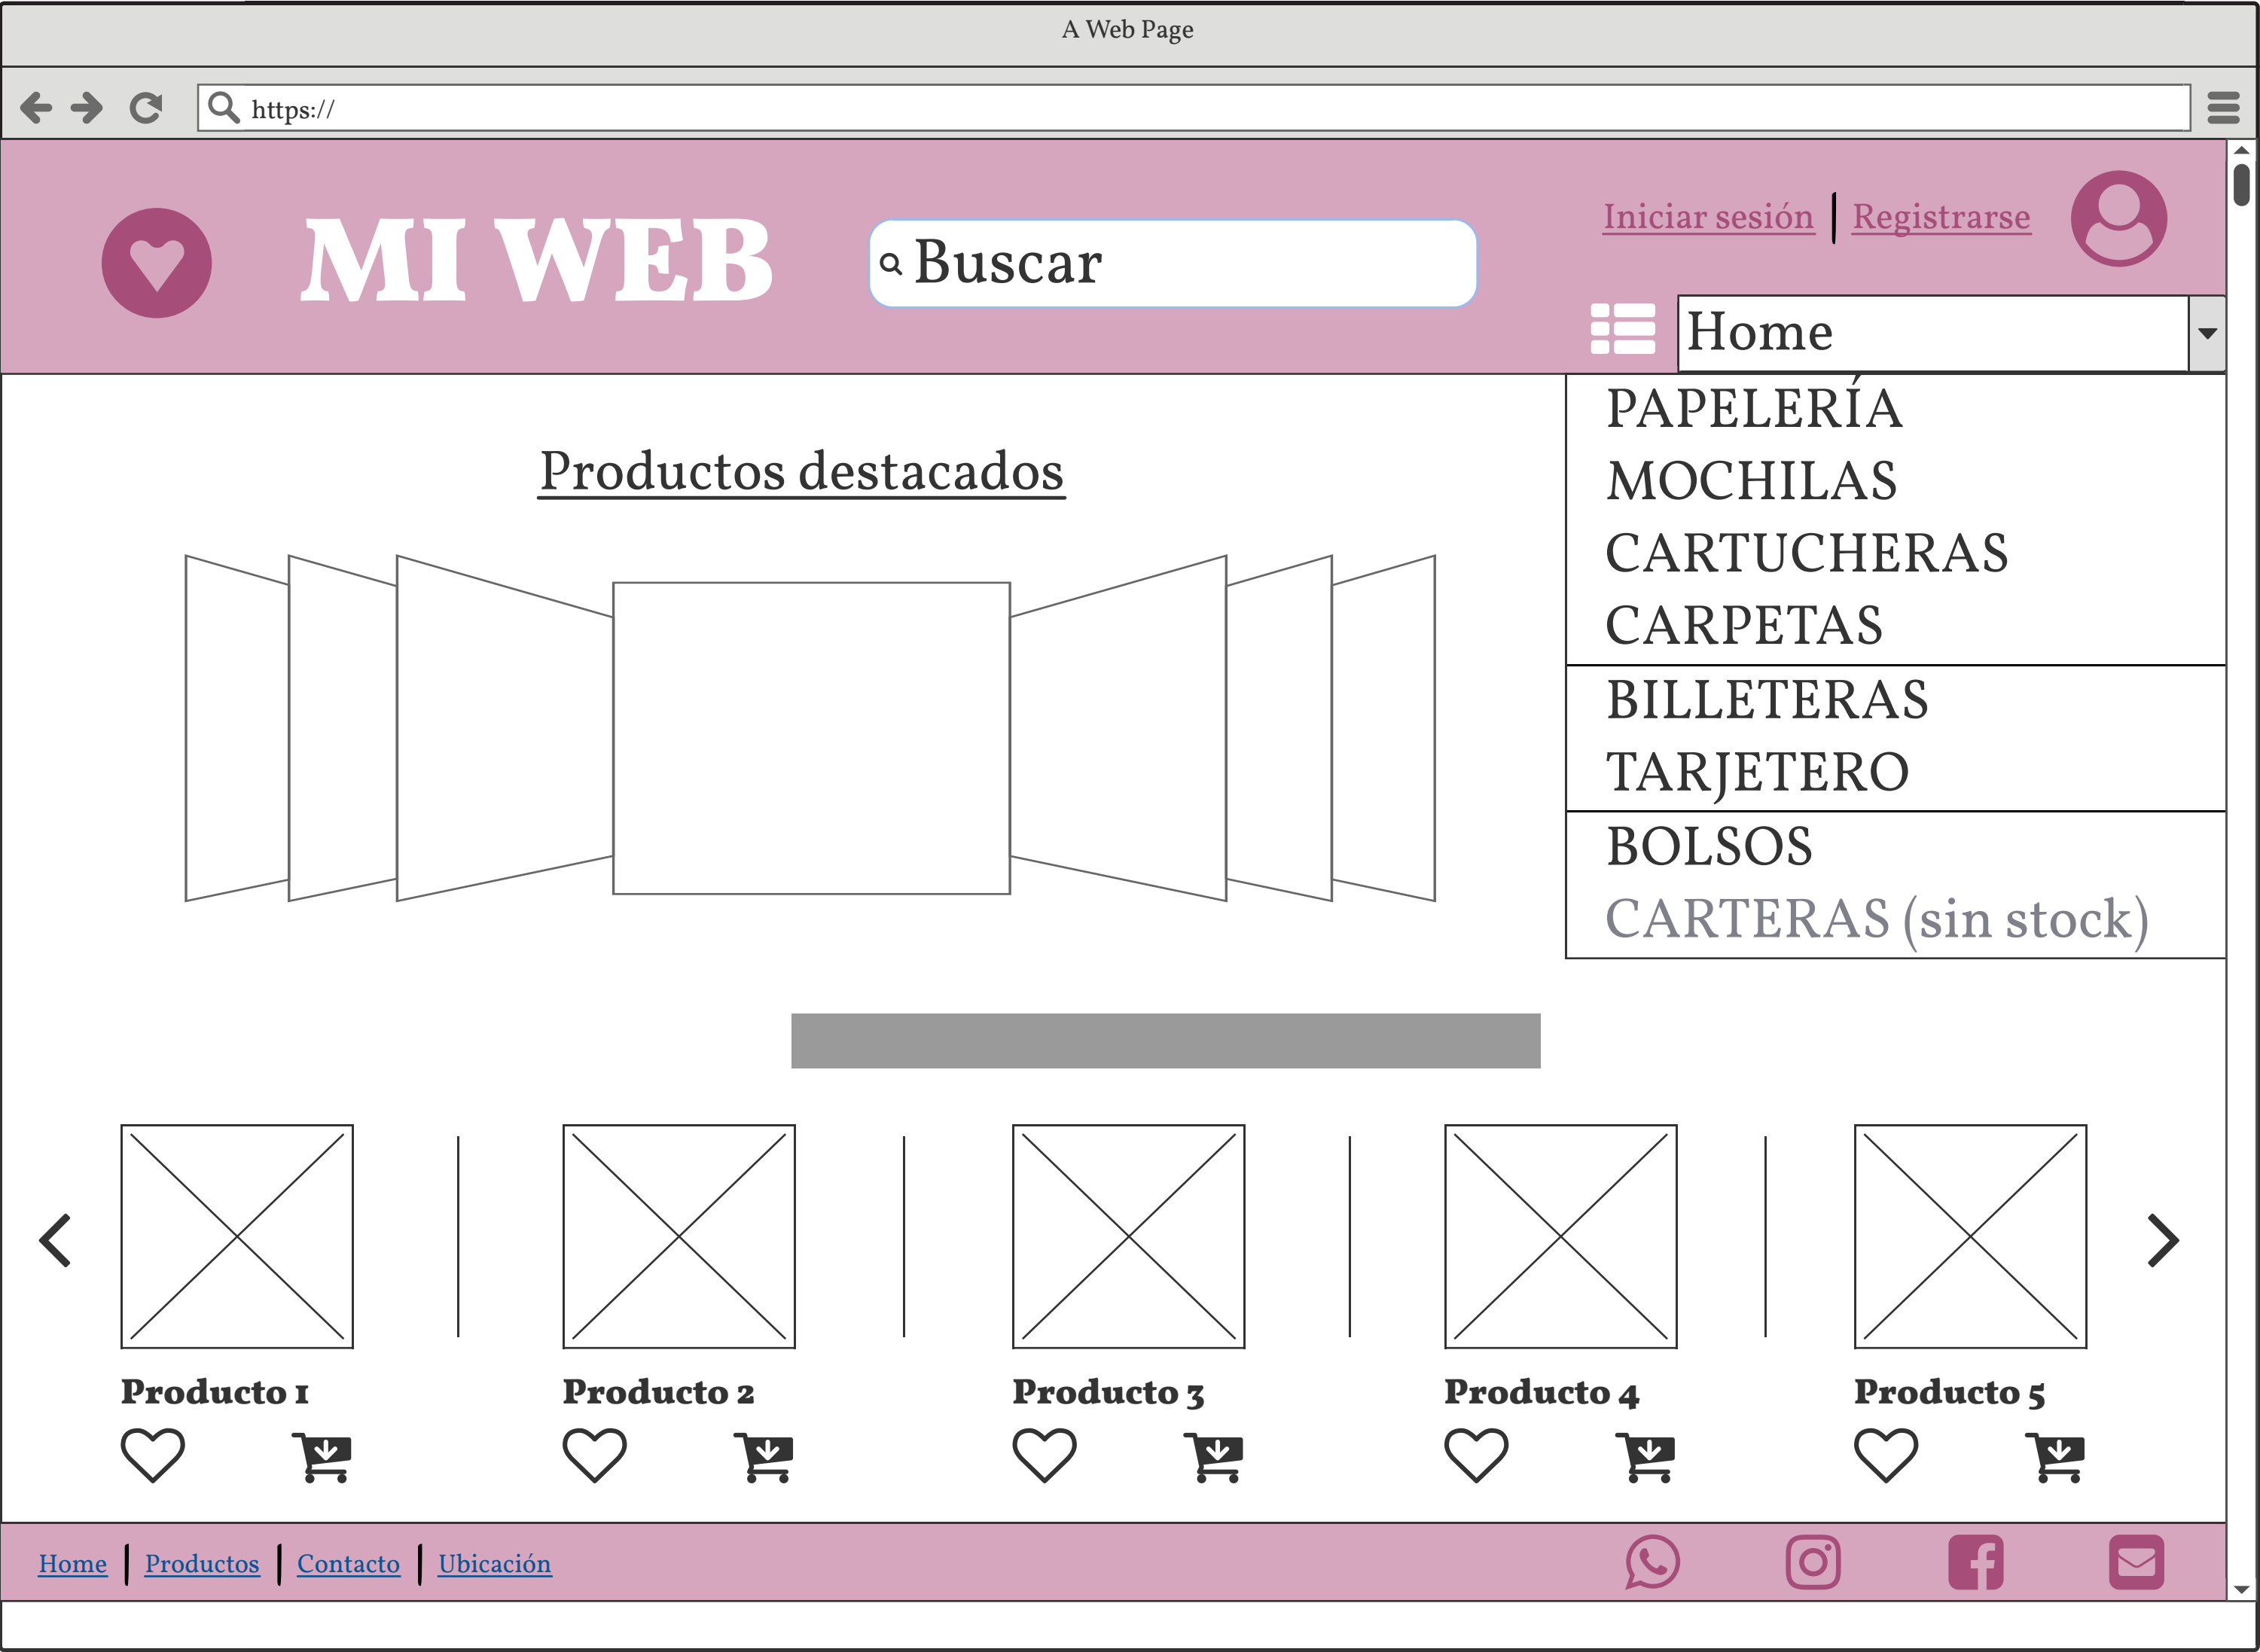 A Web Page
https://
MI WEB
Buscar
Iniciar sesión
Registrarse
Home
PAPELERÍA
MOCHILAS
CARTUCHERAS
CARPETAS
BILLETERAS
TARJETERO
BOLSOS
CARTERAS (sin stock)
Productos destacados
Producto 1
Producto 2
Producto 3
Producto 4
Producto 5
Home
Productos
Contacto
Ubicación